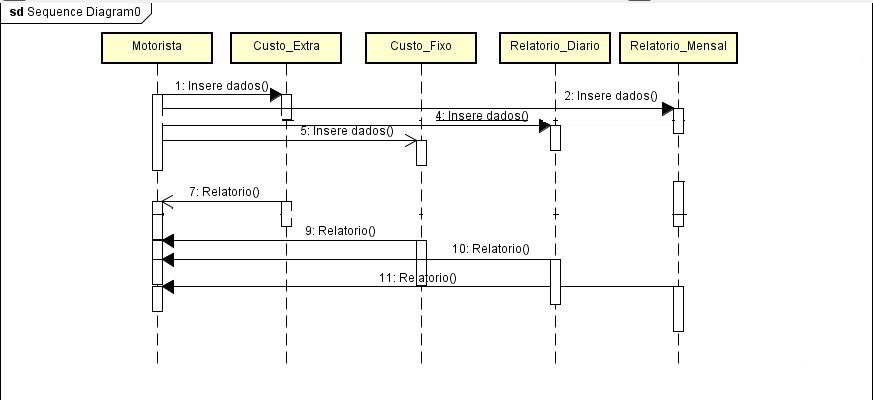 sd Sequence Diagram0
Motorista
Custo_Extra
Custo_Fixo
Relatorio_Diario
Relatorio_Mensal
1: Insere dados()
2: Insere dados()
4: Insere dados()
5: Insere dados()
7: Relatorio()
9: Relatorio()
10: Relatorio()
11: Relatorio()